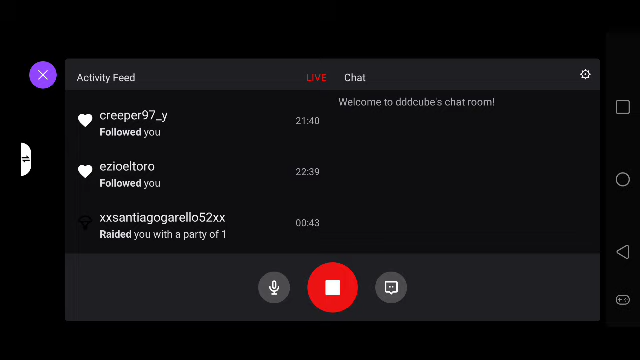 Activity Feed
LIVE
Chat
creeper97_y
Followed you
21:40
ezioeltoro
Followed you
22:39
xxsantiagogarello52xx
Raided you with a party of 1
00:43
Welcome to dddcube's chat room!